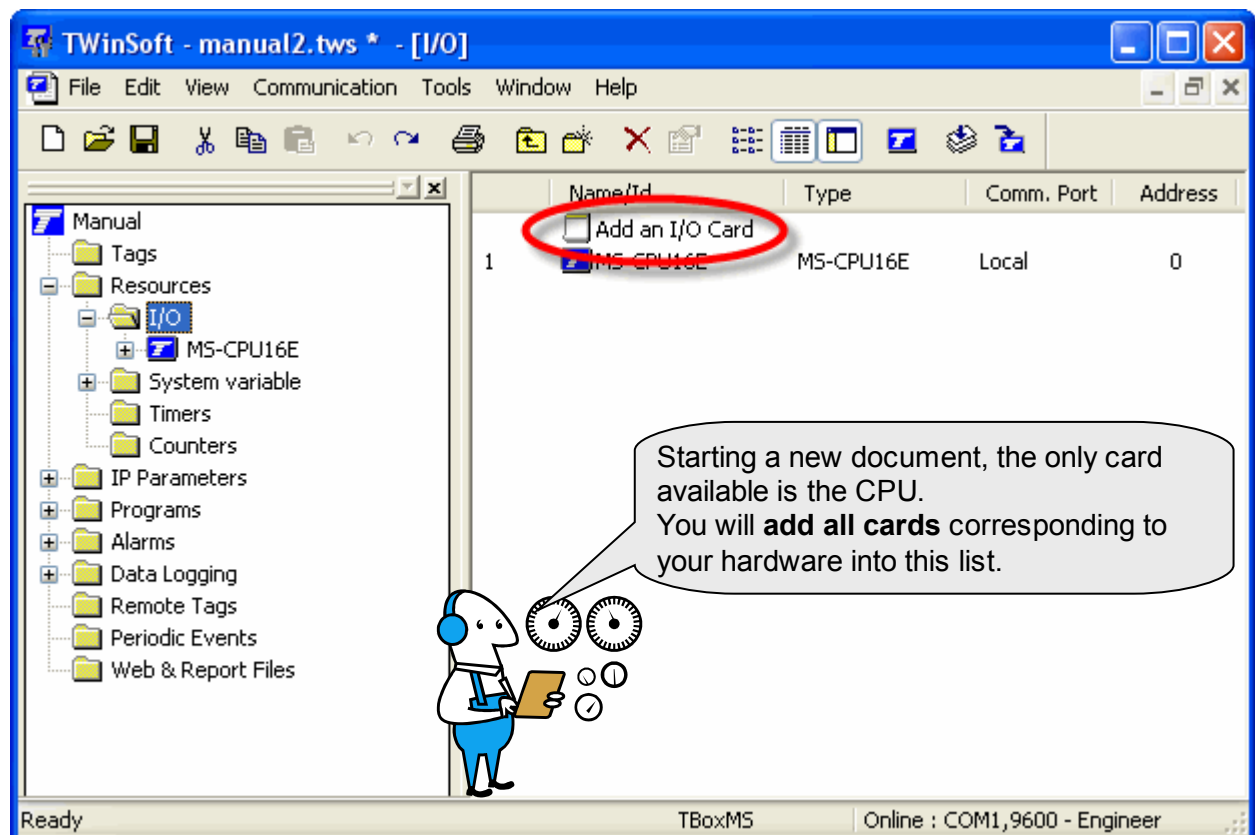 TWinSoft - manual2.tws * - [I/O]
File Edit View Communication Tools Window Help
Manual
Tags
Resources
I/O
MS-CPU16E
System variable
Timers
Counters
IP Parameters
Programs
Alarms
Data Logging
Remote Tags
Periodic Events
Web & Report Files
Name/Id Type Comm. Port Address
Add an I/O Card
1 MS-CPU16E MS-CPU16E Local 0
Starting a new document, the only card
available is the CPU.
You will add all cards corresponding to
your hardware into this list.
Ready TBoxMS Online : COM1,9600 - Engineer